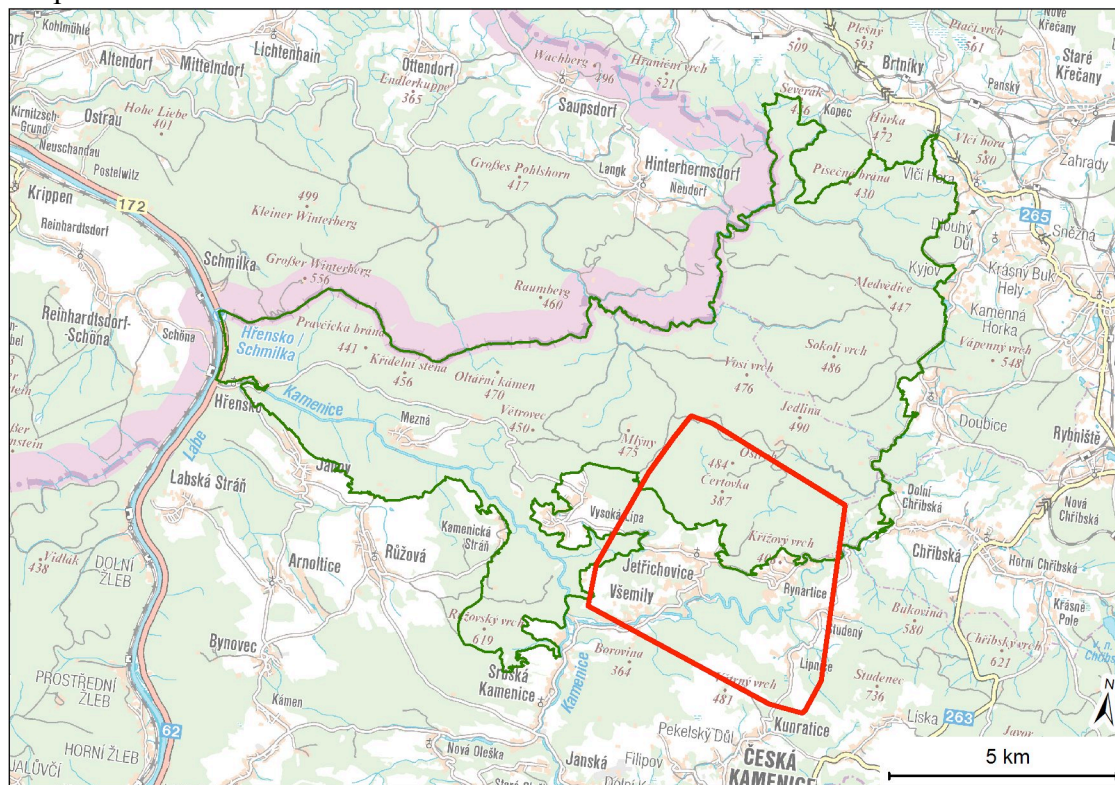 Kohlmühle
Altendorf
Mittelndorf
Lichtenhain
Ottendorf
Endlerkuppe
365
Wachberg
496
Saupsdorf
Hraniční vrch
521
509
Plešný
593
Ptačí vrch
561
Nové
Křečany
Staré
Křečany
Brtníky
Panský
Kirnitzsch-
Grund
Ostrau
Hohe Liebe
401
Neuschandau
Postelwitz
Krippen
172
Reinhardtsdorf
Großes Pohlshorn
417
Langk
Hinterhermsdorf
Neudorf
Severák
Kopec
Hůrka
472
Vlčí hora
580
Zahrady
Písečná brána
430
Vlčí Hora
265
499
Kleiner Winterberg
Schmilka
Großer Winterberg
556
Raumberg
460
Dlouhý
Důl
Sněžná
Kyjov
Krásný Buk
Hely
Kamenná
Horka
Medvědice
447
Reinhardtsdorf-
Schöna
Schöna
Hřensko /
Schmilka
Pravčická brána
441
Křídelní stěna
456
Oltářní kámen
470
Větrovec
450
Mezná
Kamenice
Vosí vrch
476
Sokolí vrch
486
Vápenný vrch
548
Jedlina
490
Doubice
Rybniště
Hřensko
Labe
Janov
Labská Stráň
Mlýny
475
484
Čertovka
387
Dolní
Chřibská
Nová
Chřibská
Kamenická
Stráň
Vysoká Lípa
Křížový vrch
Chřibská
Horní Chřibská
Vidlák
438
DOLNÍ
ŽLEB
Arnoltice
Růžová
Jetřichovice
Všemily
Rynartice
Bukovina
580
Krásné
Pole
Růžovský vrch
619
Studený
Chřibský vrch
621
Bynovec
Borovina
364
Lipnice
Studenec
736
PROSTŘEDNÍ
ŽLEB
Kámen
Srbská
Kamenice
Kamenice
Větrný vrch
481
Kunratice
Líska
263
Javor
N
62
HORNÍ ŽLEB
Nová Oleška
Janská
Filipov
Pekelský Důl
ČESKÁ
KAMENICE
5 km